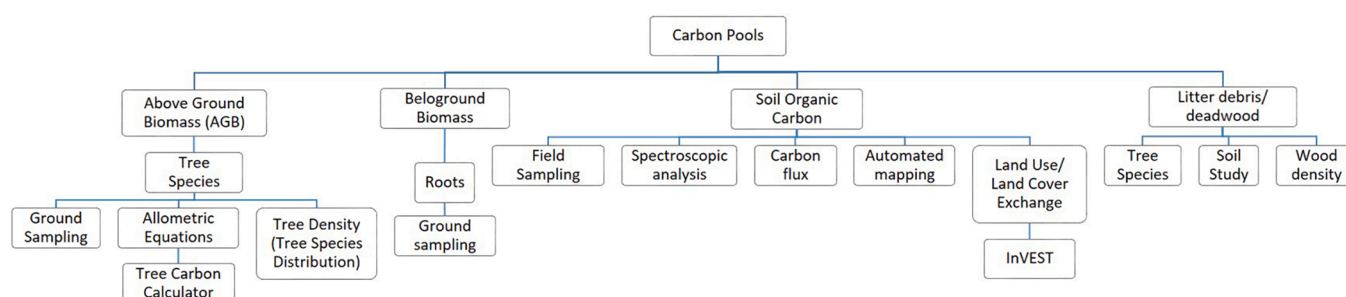 Carbon Pools
Above Ground
Biomass (AGB)
Beloground
Biomass
Soil Organic
Carbon
Litter debris/
deadwood
Tree
Species
Roots
Field
Sampling
Spectroscopic
analysis
Carbon
flux
Automated
mapping
Land Use/
Land Cover
Exchange
Tree
Species
Soil
Study
Wood
density
Ground
Sampling
Allometric
Equations
Tree Density
(Tree Species
Distribution)
Ground
sampling
InVEST
Tree Carbon
Calculator